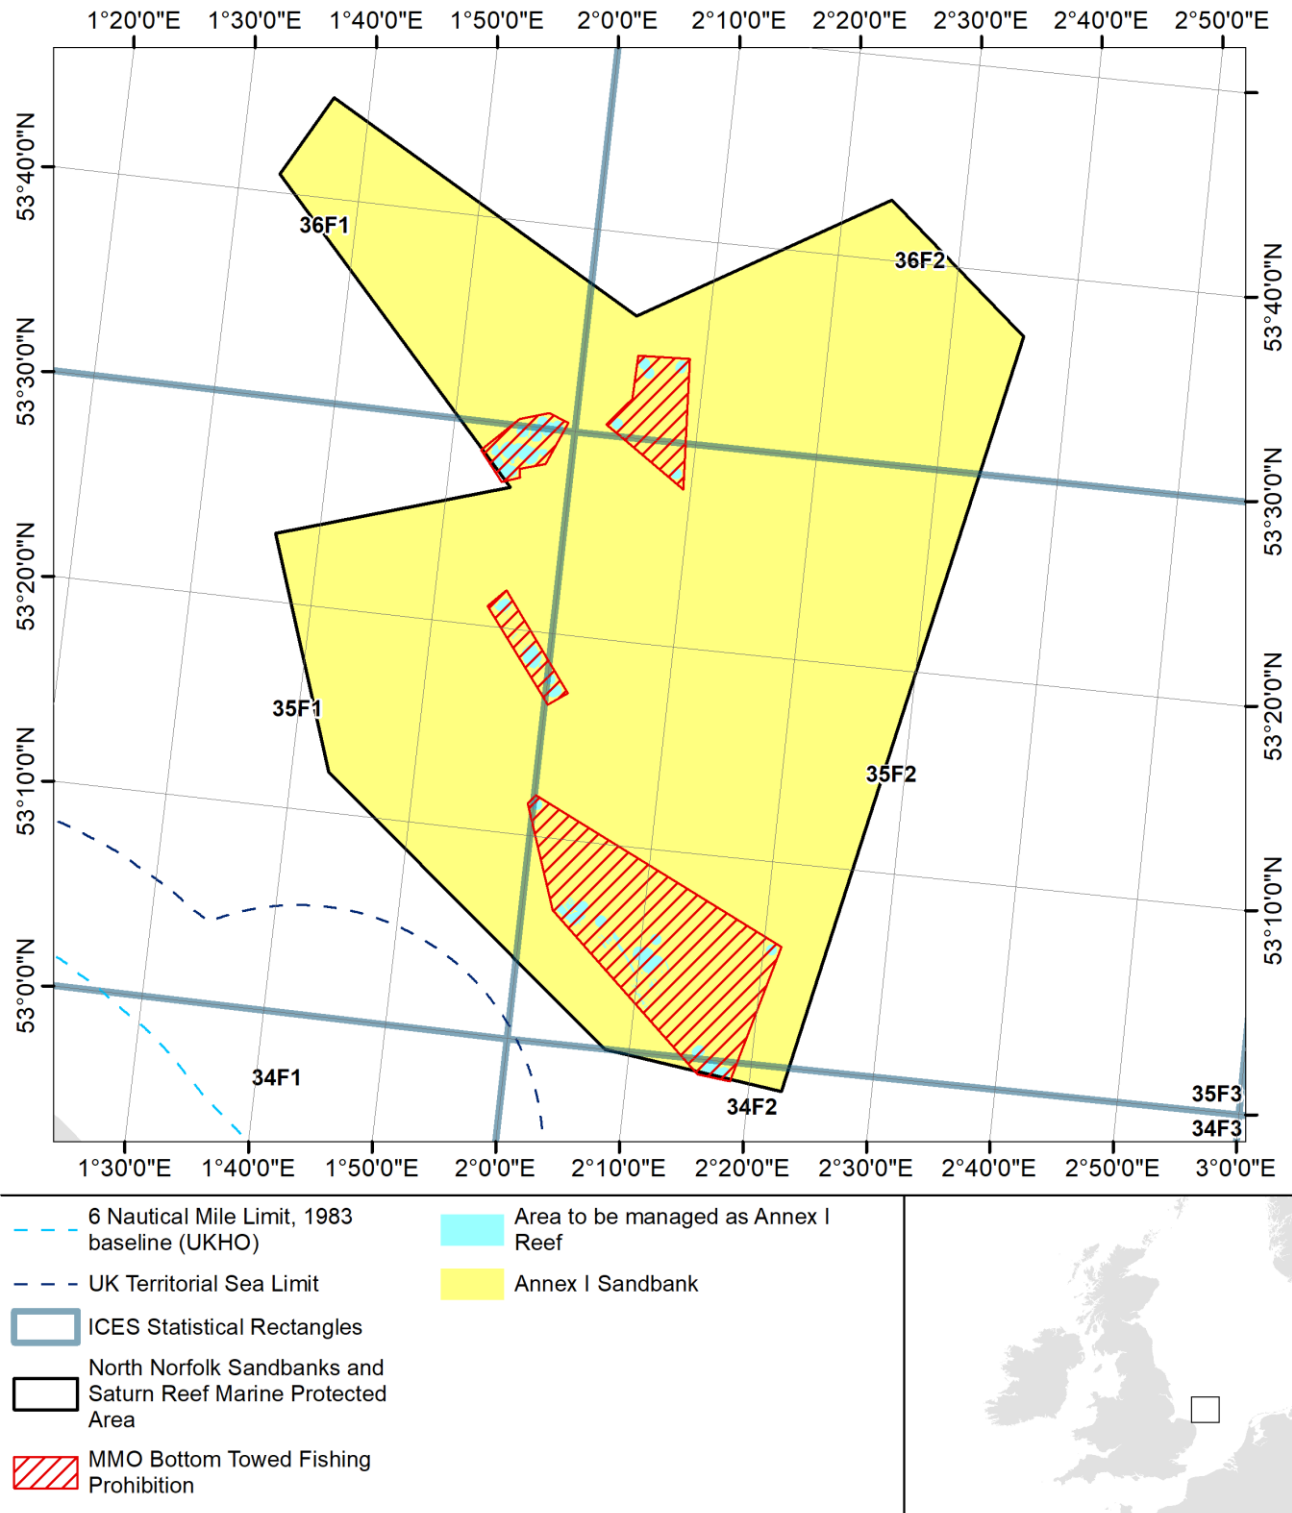 1°20'0"E 1°30'0"E 1°40'0"E 1°50'0"E 2°0'0"E 2°10'0"E 2°20'0"E 2°30'0"E 2°40'0"E 2°50'0"E
53°40'0"N
36F1
36F2
53°40'0"N
53°30'0"N
53°30'0"N
53°20'0"N
35F1
53°20'0"N
35F2
53°10'0"N
53°10'0"N
53°0'0"N
34F1
34F2
35F3
34F3
1°30'0"E 1°40'0"E 1°50'0"E 2°0'0"E 2°10'0"E 2°20'0"E 2°30'0"E 2°40'0"E 2°50'0"E 3°0'0"E
6 Nautical Mile Limit, 1983
baseline (UKHO)
UK Territorial Sea Limit
ICES Statistical Rectangles
North Norfolk Sandbanks and
Saturn Reef Marine Protected
Area
MMO Bottom Towed Fishing
Prohibition
Area to be managed as Annex I
Reef
Annex I Sandbank